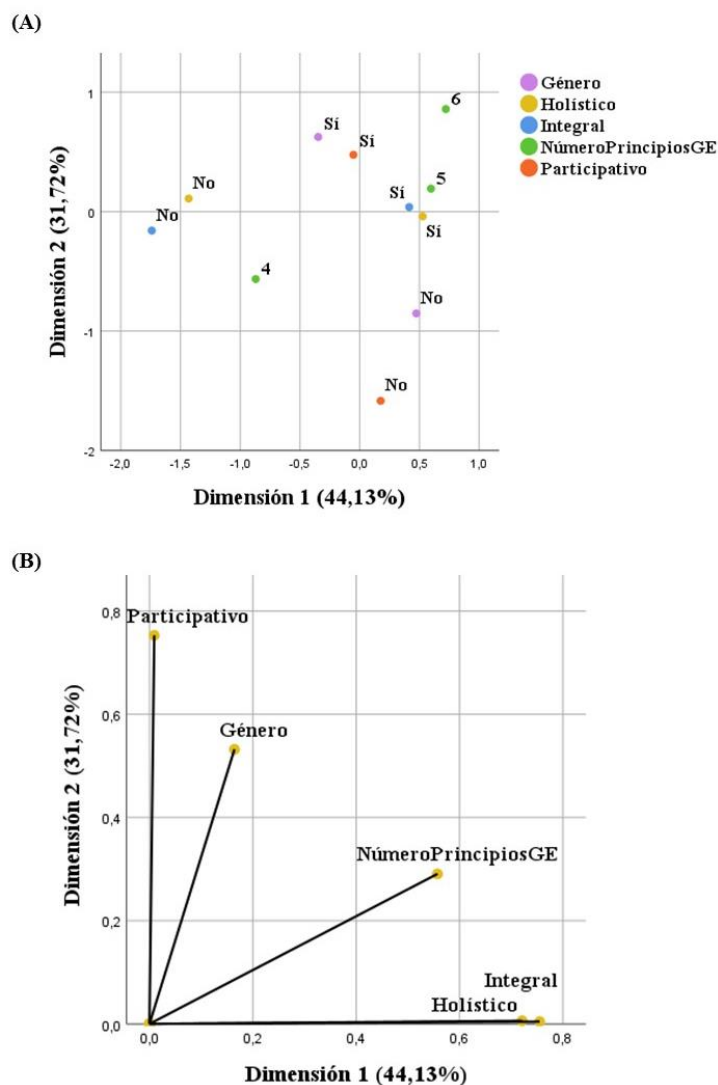 (A)
Dimensión 2 (31,72%)
1
0
-1
-2
6
Sí
Sí
5
No
Sí
No
Sí
4
No
No
-2,0 -1,5 -1,0 -0,5 0,0 0,5 1,0
Dimensión 1 (44,13%)
Género
Holístico
Integral
NúmeroPrincipiosGE
Participativo
(B)
Dimensión 2 (31,72%)
0,8
0,6
0,4
0,2
0,0
Participativo
Género
NúmeroPrincipiosGE
Integral
Holístico
0,0 0,2 0,4 0,6 0,8
Dimensión 1 (44,13%)